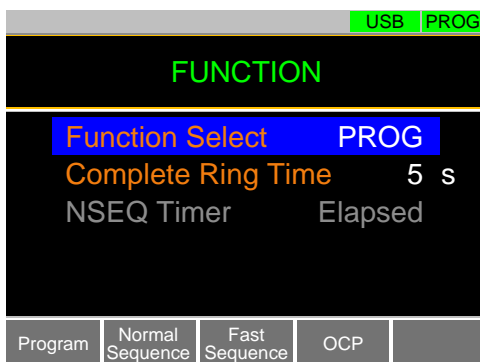 USB PROG
FUNCTION
Function Select PROG
Complete Ring Time 5 s
NSEQ Timer Elapsed
Program Normal Sequence Fast Sequence OCP